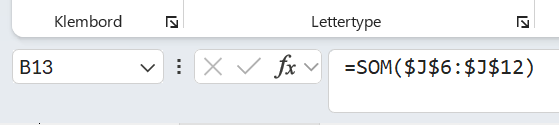 Klembord Lettertype
B13 fx =SOM($J$6:$J$12)